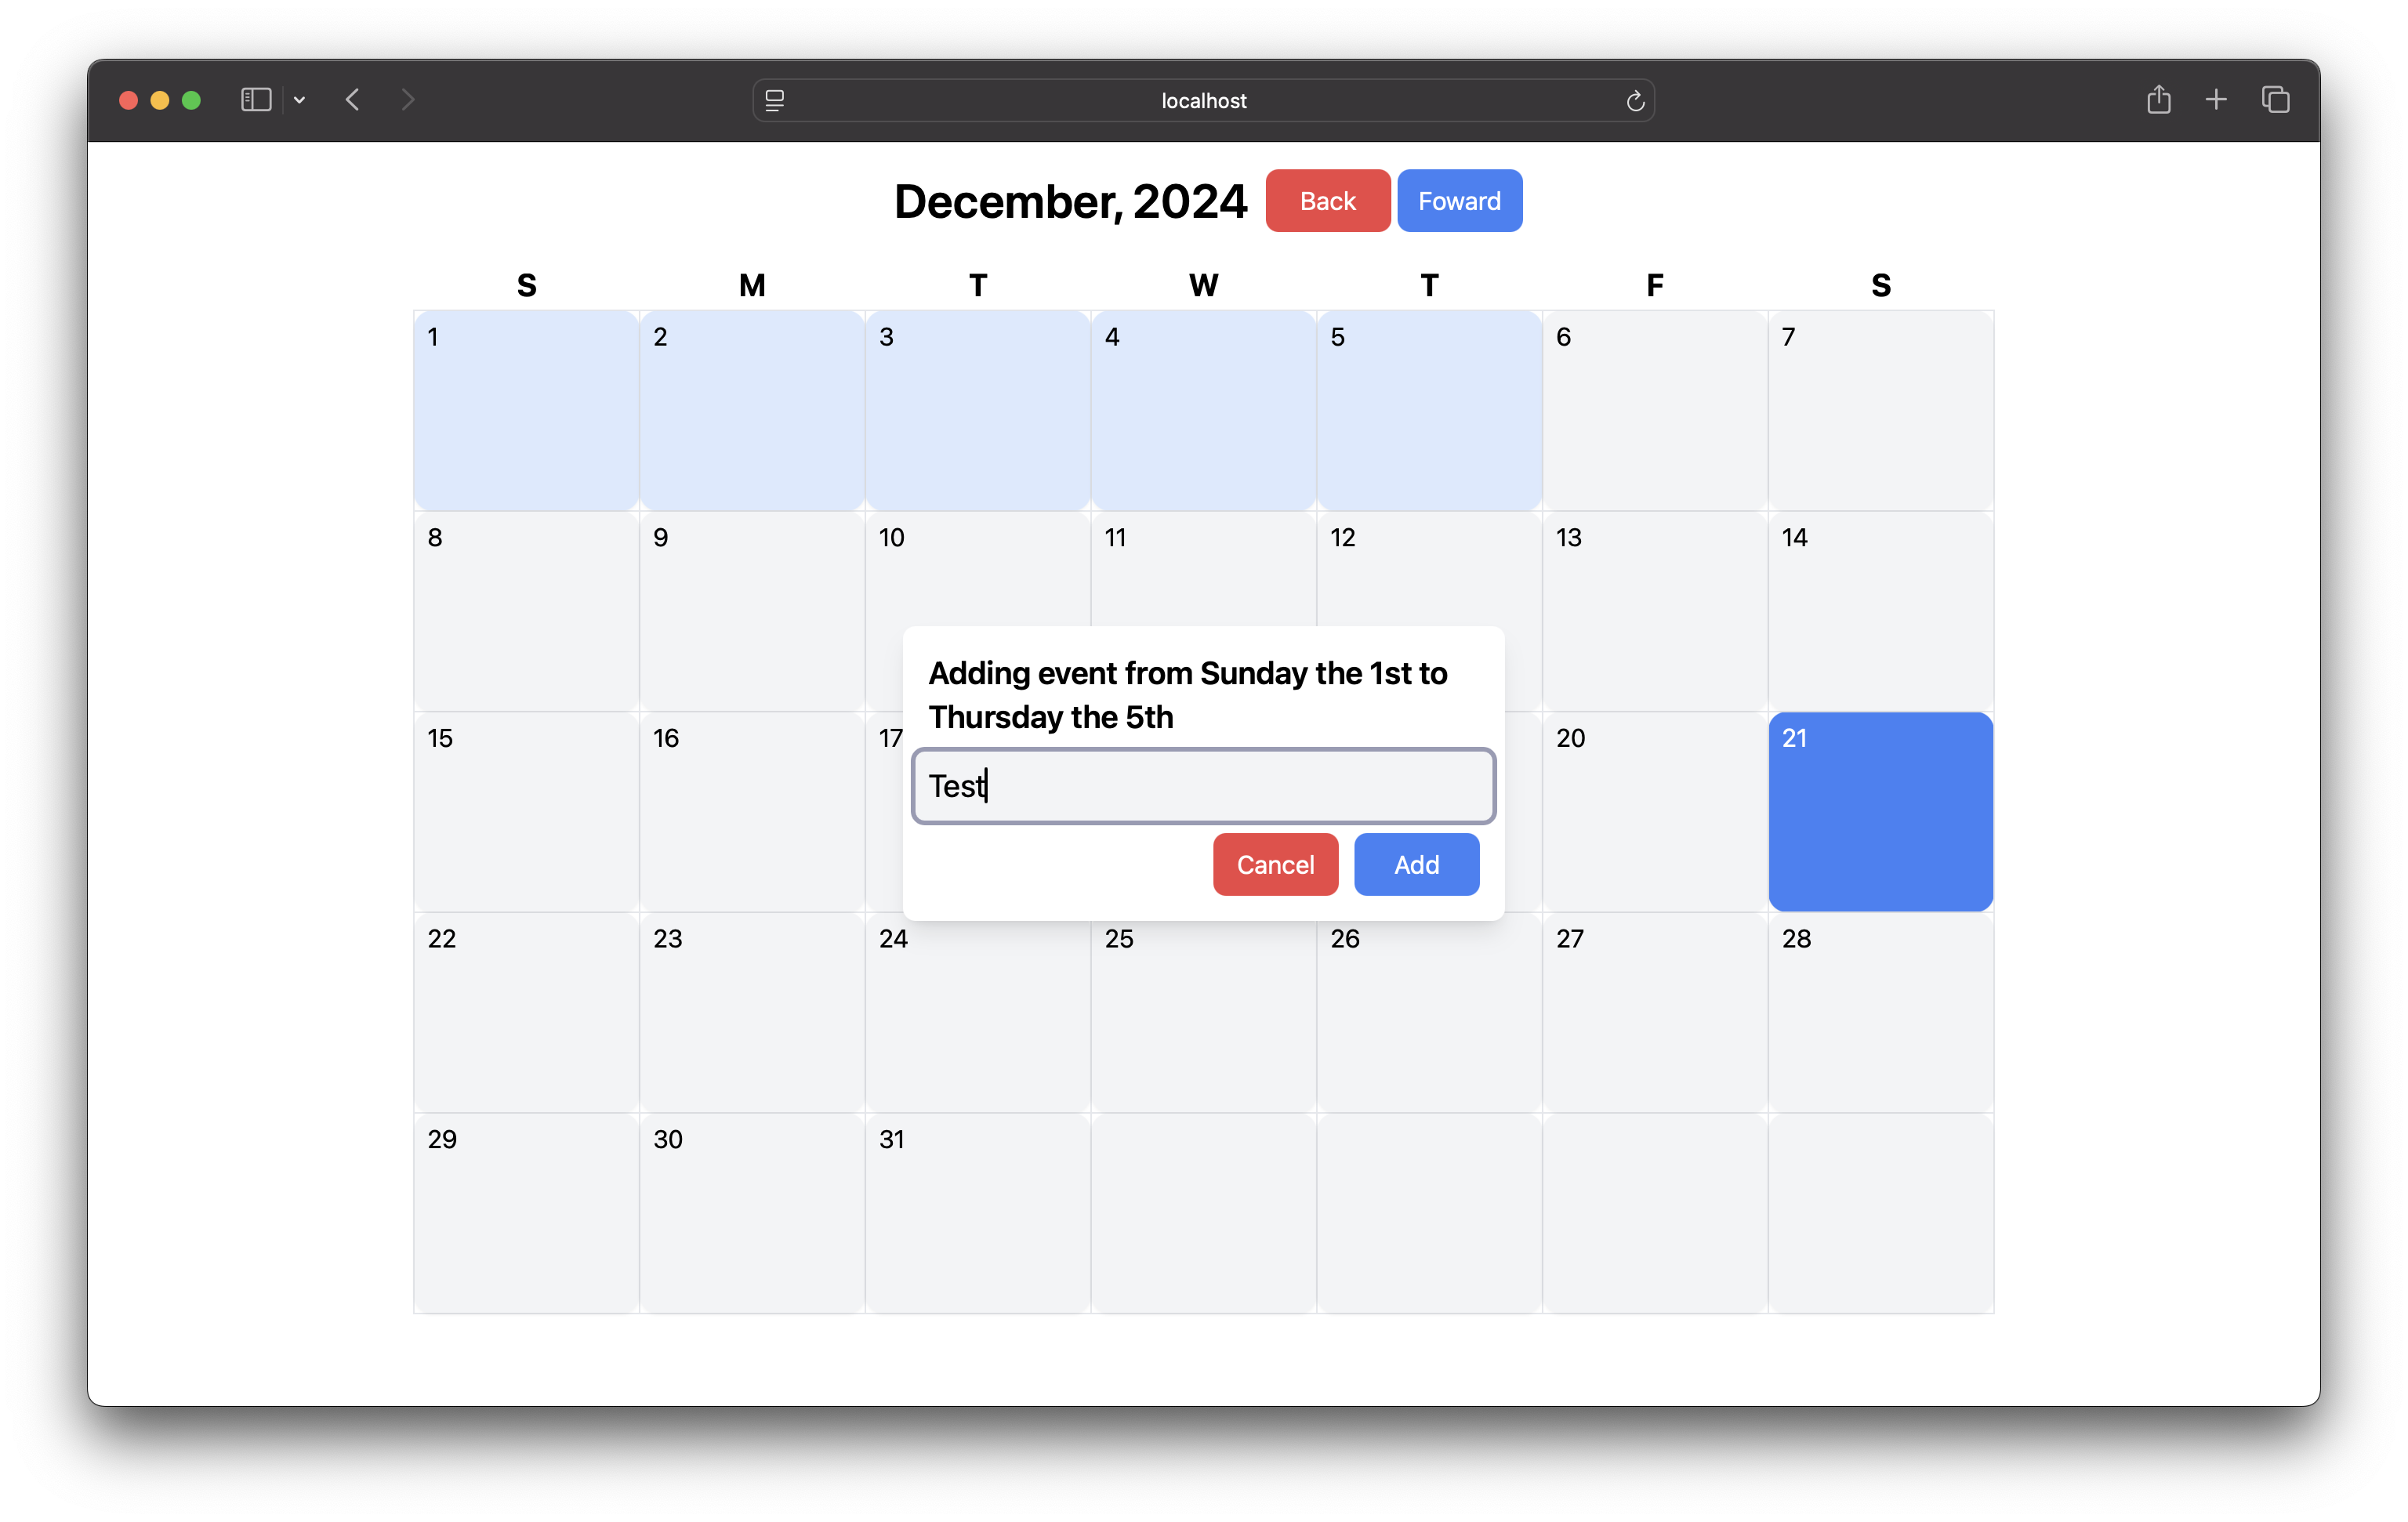 localhost
December, 2024 Back Foward
S M T W T F S
1 2 3 4 5 6 7
8 9 10 11 12 13 14
Adding event from Sunday the 1st to
Thursday the 5th
15 16 17 20 21
Test
Cancel Add
22 23 24 25 26 27 28
29 30 31